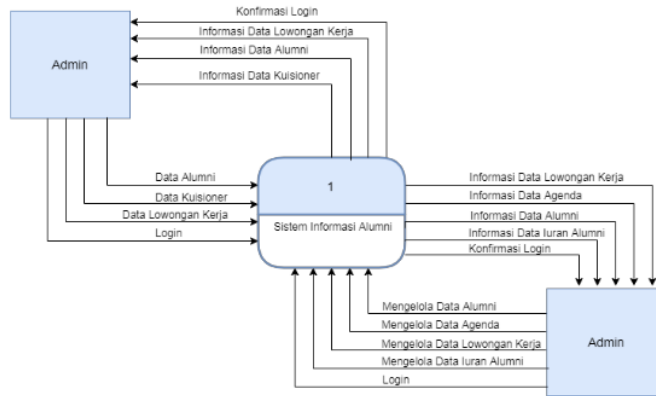 Konfirmasi Login
Informasi Data Lowongan Kerja
Informasi Data Alumni
Informasi Data Kuisioner
Admin
Data Alumni
Data Kuisioner
Data Lowongan Kerja
Login
1
Sistem Informasi Alumni
Informasi Data Lowongan Kerja
Informasi Data Agenda
Informasi Data Alumni
Informasi Data Iuran Alumni
Konfirmasi Login
Mengelola Data Alumni
Mengelola Data Agenda
Mengelola Data Lowongan Kerja
Mengelola Data Iuran Alumni
Login
Admin